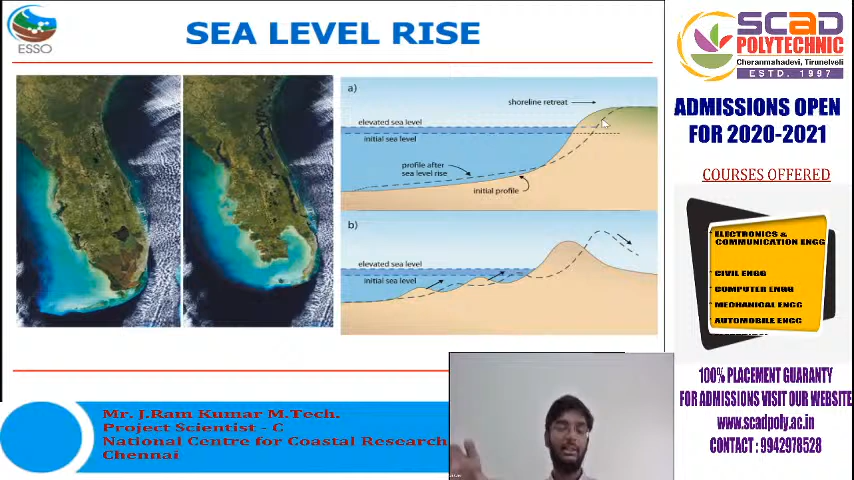 ESSO
SEA LEVEL RISE
a)
shoreline retreat
elevated sea level
initial sea level
profile after
sea level rise
initial profile
b)
elevated sea level
initial sea level
Mr. J.Ram Kumar M.Tech.
Project Scientist - C
National Centre for Coastal Research
Chennai
SCAD
POLYTECHNIC
Cheranmahadevi, Tirunelveli
ESTD. 1997
ADMISSIONS OPEN
FOR 2020-2021
COURSES OFFERED
ELECTRONICS &
COMMUNICATION ENGG
CIVIL ENGG
COMPUTER ENGG
MECHANICAL ENGG
AUTOMOBILE ENGG
100% PLACEMENT GUARANTY
FOR ADMISSIONS VISIT OUR WEBSITE
www.scadpoly.ac.in
CONTACT : 9942978528